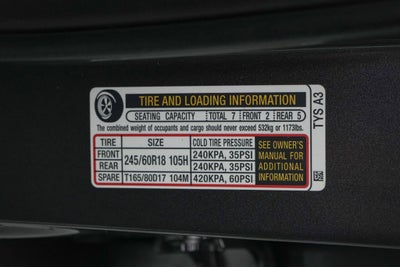 TIRE AND LOADING INFORMATION
SEATING CAPACITY TOTAL 7 FRONT 2 REAR 5
The combined weight of occupants and cargo should never exceed 532kg or 1173lbs.
TIRE SIZE COLD TIRE PRESSURE
FRONT 245/60R18 105H 240KPA, 35PSI
REAR 240KPA, 35PSI
SPARE T165/80D17 104M 420KPA, 60PSI
SEE OWNER'S
MANUAL FOR
ADDITIONAL
INFORMATION
TYS A3